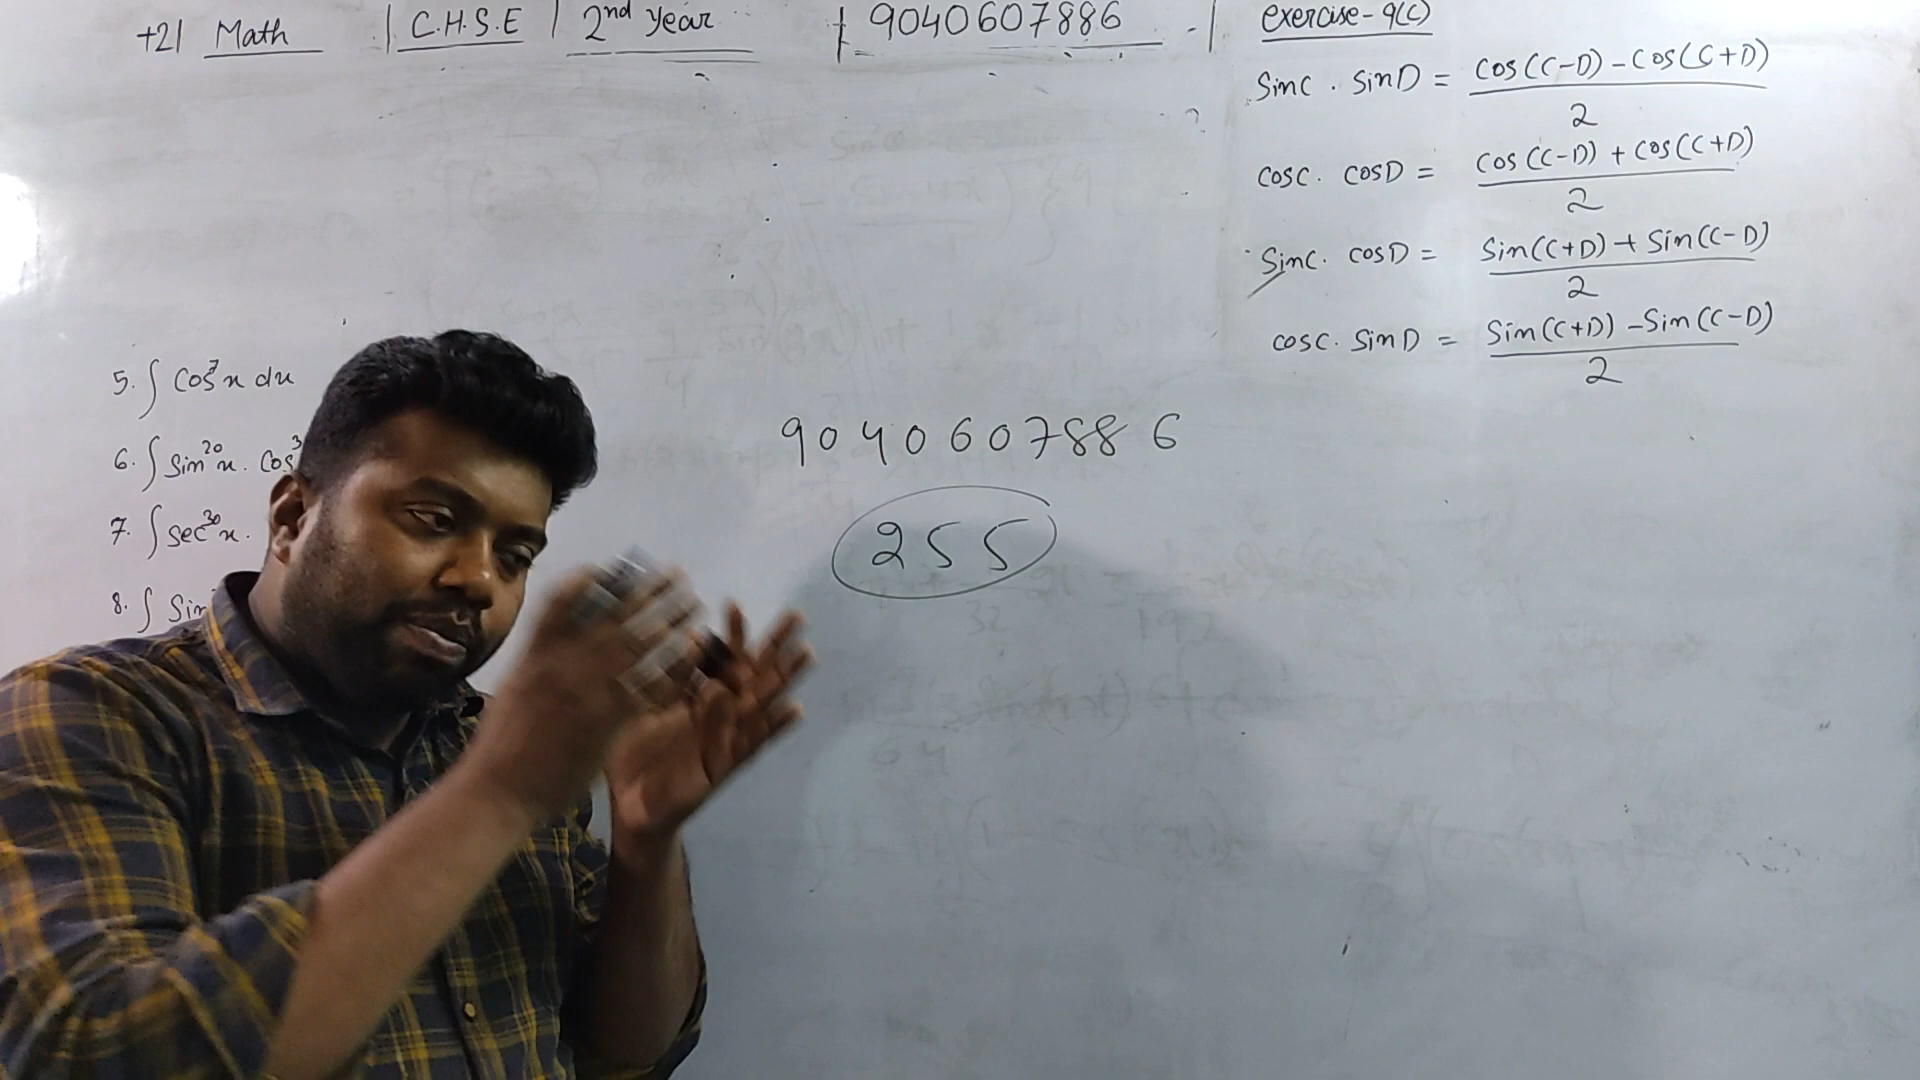 +2 | Math | C.H.S.E | 2nd year | 9040607886 - |
exercise - 9(C)
Sinc . SinD = cos(C-D) - cos(C+D) / 2
cosc . cosD = cos(C-D) + cos(C+D) / 2
Sinc . cosD = Sin(C+D) + Sin(C-D) / 2
cosc . SinD = Sin(C+D) - Sin(C-D) / 2
5. ∫ cos⁷x dx
6. ∫ Sin²⁰x . Cos³
7. ∫ sec³⁰x .
8. ∫ Sin
9040607886
255